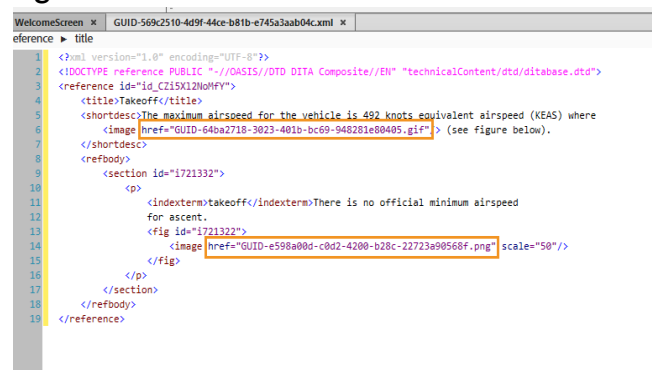 WelcomeScreen × GUID-569c2510-4d9f-44ce-b81b-e745a3aab04c.xml ×
eference ► title
1 <?xml version="1.0" encoding="UTF-8"?>
2 <!DOCTYPE reference PUBLIC "-//OASIS//DTD DITA Composite//EN" "technicalContent/dtd/ditabase.dtd">
3 <reference id="id_CZi5X12NoMfY">
4 <title>Takeoff</title>
5 <shortdesc>The maximum airspeed for the vehicle is 492 knots equivalent airspeed (KEAS) where
6 <image href="GUID-64ba2718-3023-401b-bc69-948281e80405.gif"/> (see figure below).
7 </shortdesc>
8 <refbody>
9 <section id="i721332">
10 <p>
11 <indexterm>takeoff</indexterm>There is no official minimum airspeed
12 for ascent.
13 <fig id="i721322">
14 <image href="GUID-e598a00d-c0d2-4200-b28c-22723a90568f.png" scale="50"/>
15 </fig>
16 </p>
17 </section>
18 </refbody>
19 </reference>